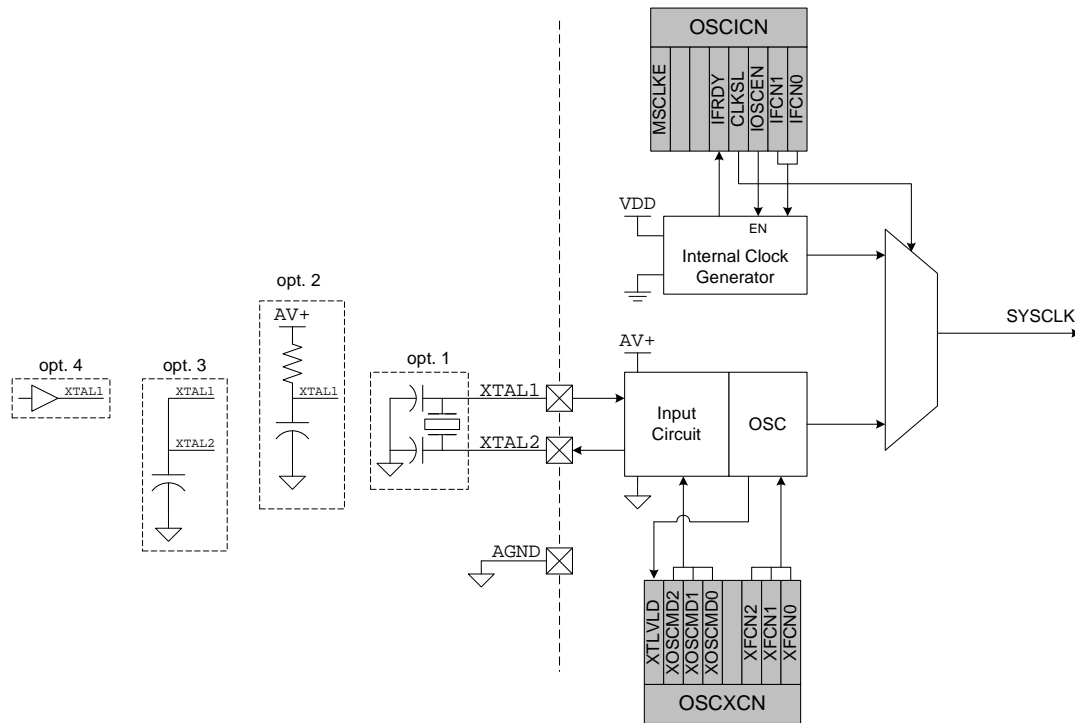 OSCICN
MSCLKE
IFRDY
CLKSL
IOSCEN
IFCN1
IFCN0
VDD
EN
Internal Clock
Generator
opt. 2
AV+
XTAL1
opt. 4
XTAL1
opt. 3
XTAL1
XTAL2
opt. 1
XTAL1
XTAL2
AV+
Input
Circuit
OSC
SYSCLK
AGND
XTLVLD
XOSCMD2
XOSCMD1
XOSCMD0
XFCN2
XFCN1
XFCN0
OSCXCN